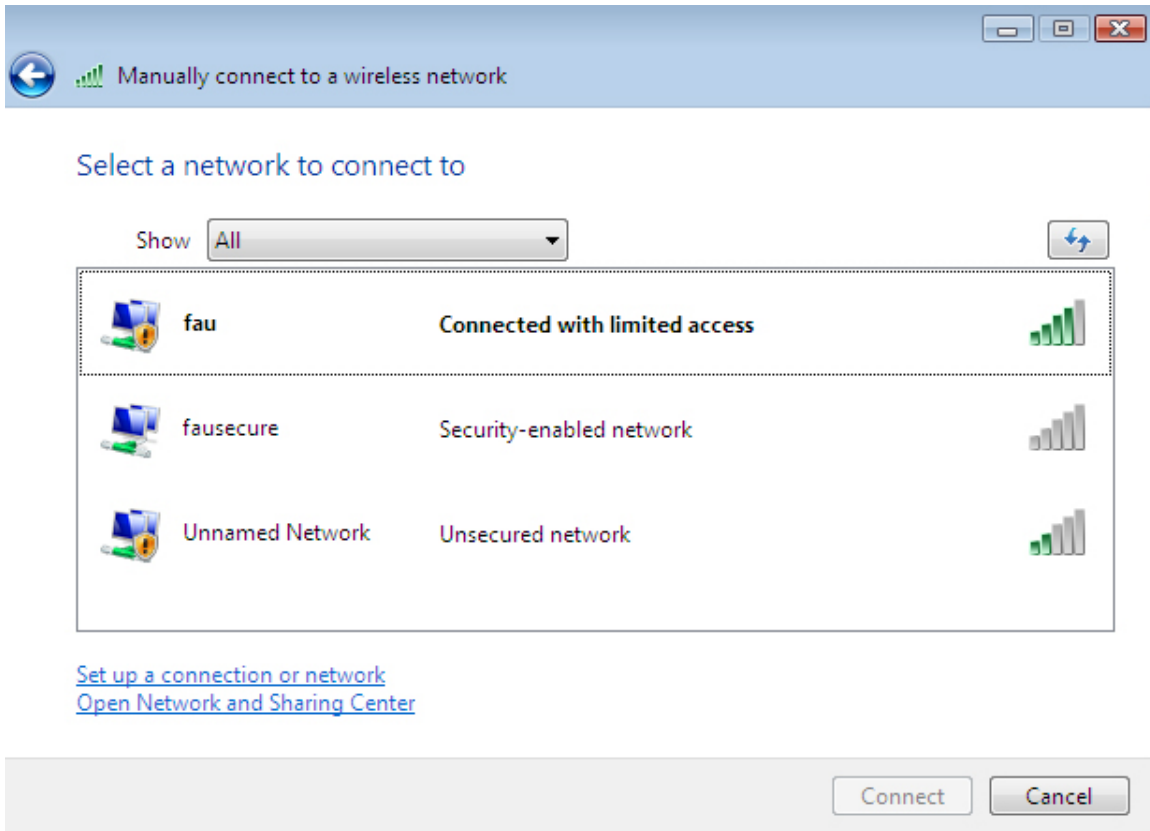 Manually connect to a wireless network
Select a network to connect to
Show All
fau Connected with limited access
fausecure Security-enabled network
Unnamed Network Unsecured network
Set up a connection or network
Open Network and Sharing Center
Connect Cancel